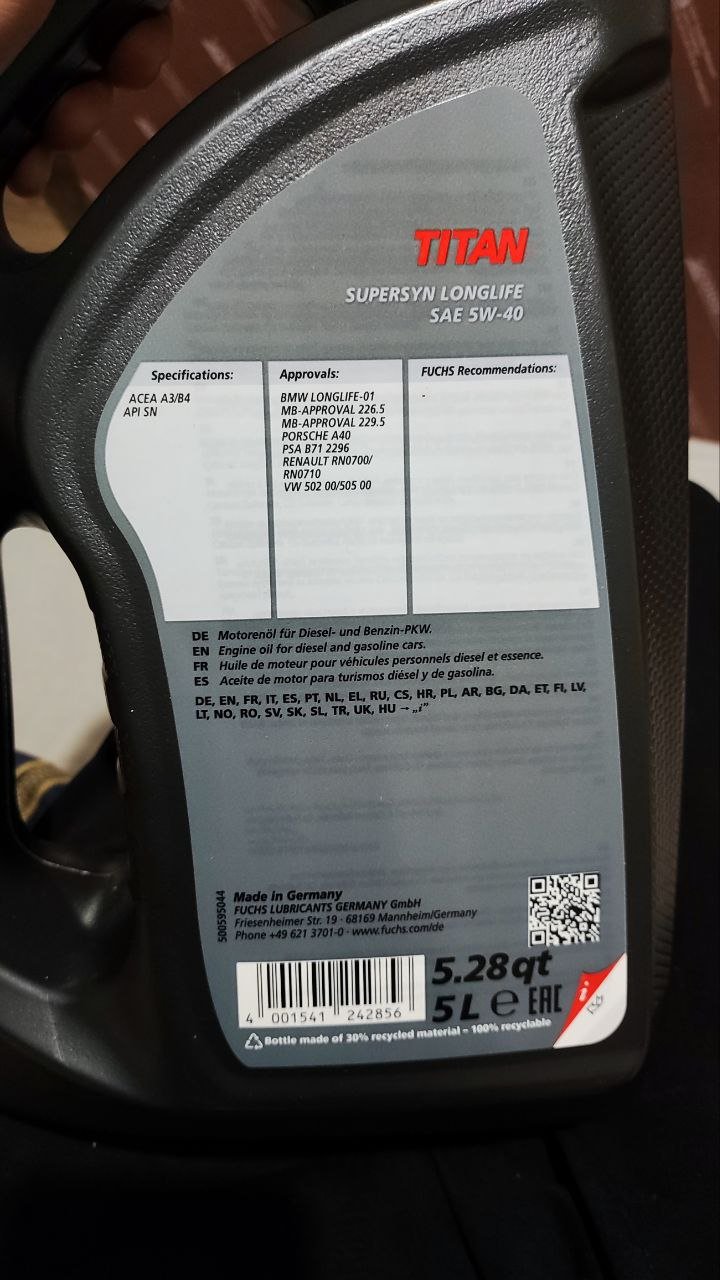 TITAN
SUPERSYN LONGLIFE
SAE 5W-40
Specifications:
ACEA A3/B4
API SN
Approvals:
BMW LONGLIFE-01
MB-APPROVAL 226.5
MB-APPROVAL 229.5
PORSCHE A40
PSA B71 2296
RENAULT RN0700/
RN0710
VW 502 00/505 00
FUCHS Recommendations:
-
DE Motorenöl für Diesel- und Benzin-PKW.
EN Engine oil for diesel and gasoline cars.
FR Huile de moteur pour véhicules personnels diesel et essence.
ES Aceite de motor para turismos diésel y de gasolina.
DE, EN, FR, IT, ES, PT, NL, EL, RU, CS, HR, PL, AR, BG, DA, ET, FI, LV,
LT, NO, RO, SV, SK, SL, TR, UK, HU → „i”
500595044
Made in Germany
FUCHS LUBRICANTS GERMANY GmbH
Friesenheimer Str. 19 · 68169 Mannheim/Germany
Phone +49 621 3701-0 · www.fuchs.com/de
4 001541 242856
5.28 qt
5 L e EAC
i
Bottle made of 30% recycled material – 100% recyclable